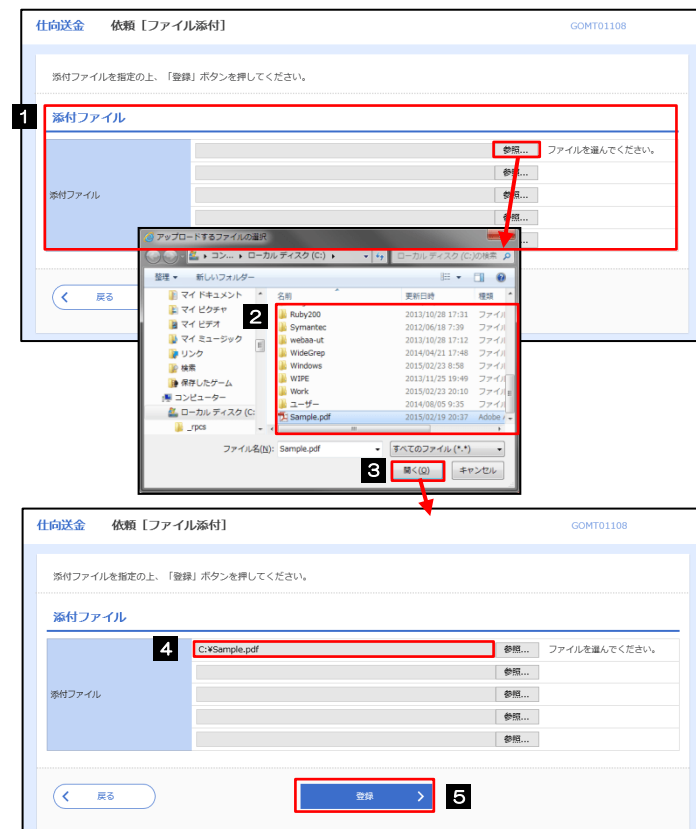 仕向送金 依頼［ファイル添付］ GOMT01108
添付ファイルを指定の上、「登録」ボタンを押してください。
1
添付ファイル
参照... ファイルを選んでください。
参照...
添付ファイル 参照...
参照...
アップロードするファイルの選択
コン... ローカル ディスク (C:) ローカル ディスク (C:)の検索
整理 新しいフォルダー
戻る
マイ ドキュメント
マイ ピクチャ
マイ ビデオ
マイ ミュージック
リンク
検索
保存したゲーム
コンピューター
ローカル ディスク (C:
_rpcs
2
名前 更新日時 種類
Ruby200 2013/10/28 17:31 ファイル
Symantec 2012/06/18 7:39 ファイル
webaa-ut 2013/10/28 17:12 ファイル
WideGrep 2014/04/21 17:48 ファイル
Windows 2015/02/23 8:58 ファイル
WIPE 2013/11/25 19:49 ファイル
Work 2015/02/23 20:10 ファイル
ユーザー 2014/08/05 9:35 ファイル
Sample.pdf 2015/02/19 20:37 Adobe
ファイル名(N): Sample.pdf すべてのファイル (*.*)
3 開く(O) キャンセル
仕向送金 依頼［ファイル添付］ GOMT01108
添付ファイルを指定の上、「登録」ボタンを押してください。
添付ファイル
4 C:¥Sample.pdf 参照... ファイルを選んでください。
参照...
添付ファイル 参照...
参照...
参照...
戻る 登録 5